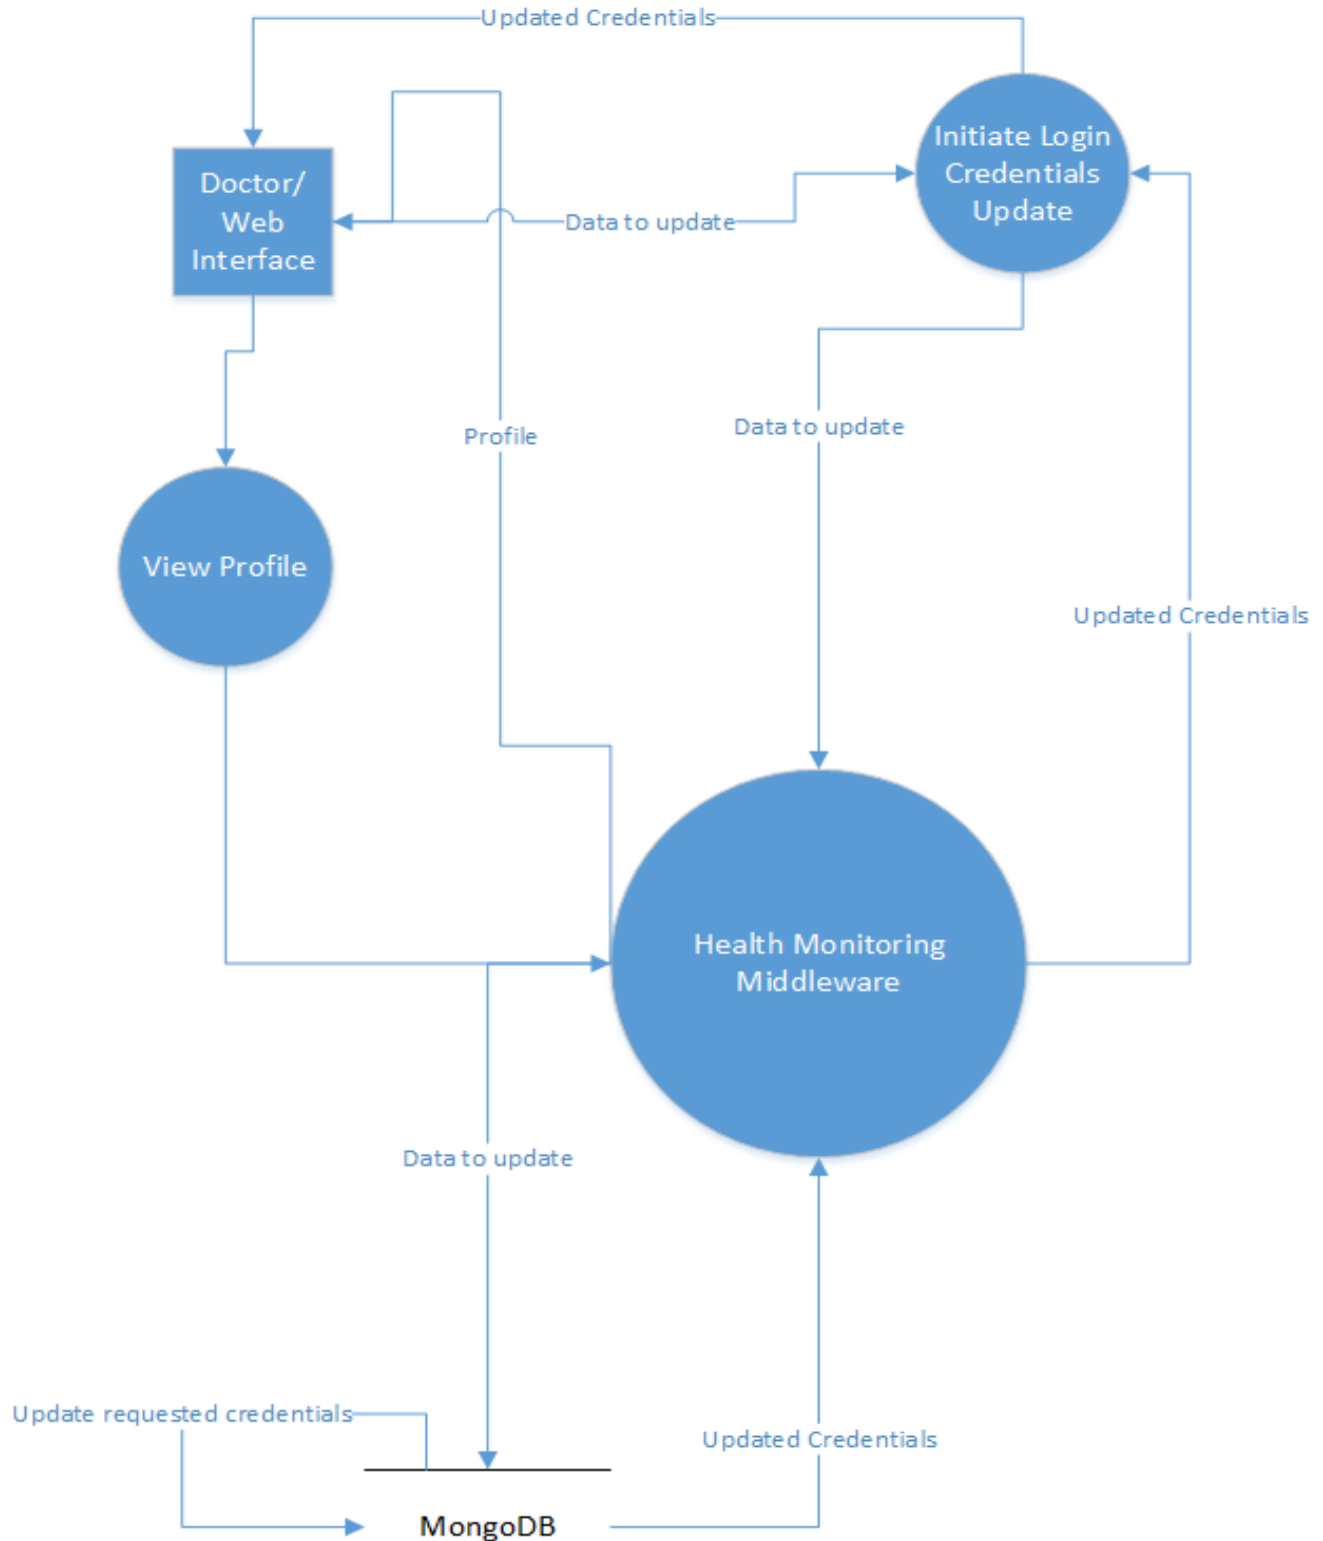 Updated Credentials
Initiate Login
Credentials
Update
Doctor/
Web
Interface
Data to update
Profile
Data to update
View Profile
Updated Credentials
Health Monitoring
Middleware
Data to update
Update requested credentials
Updated Credentials
MongoDB